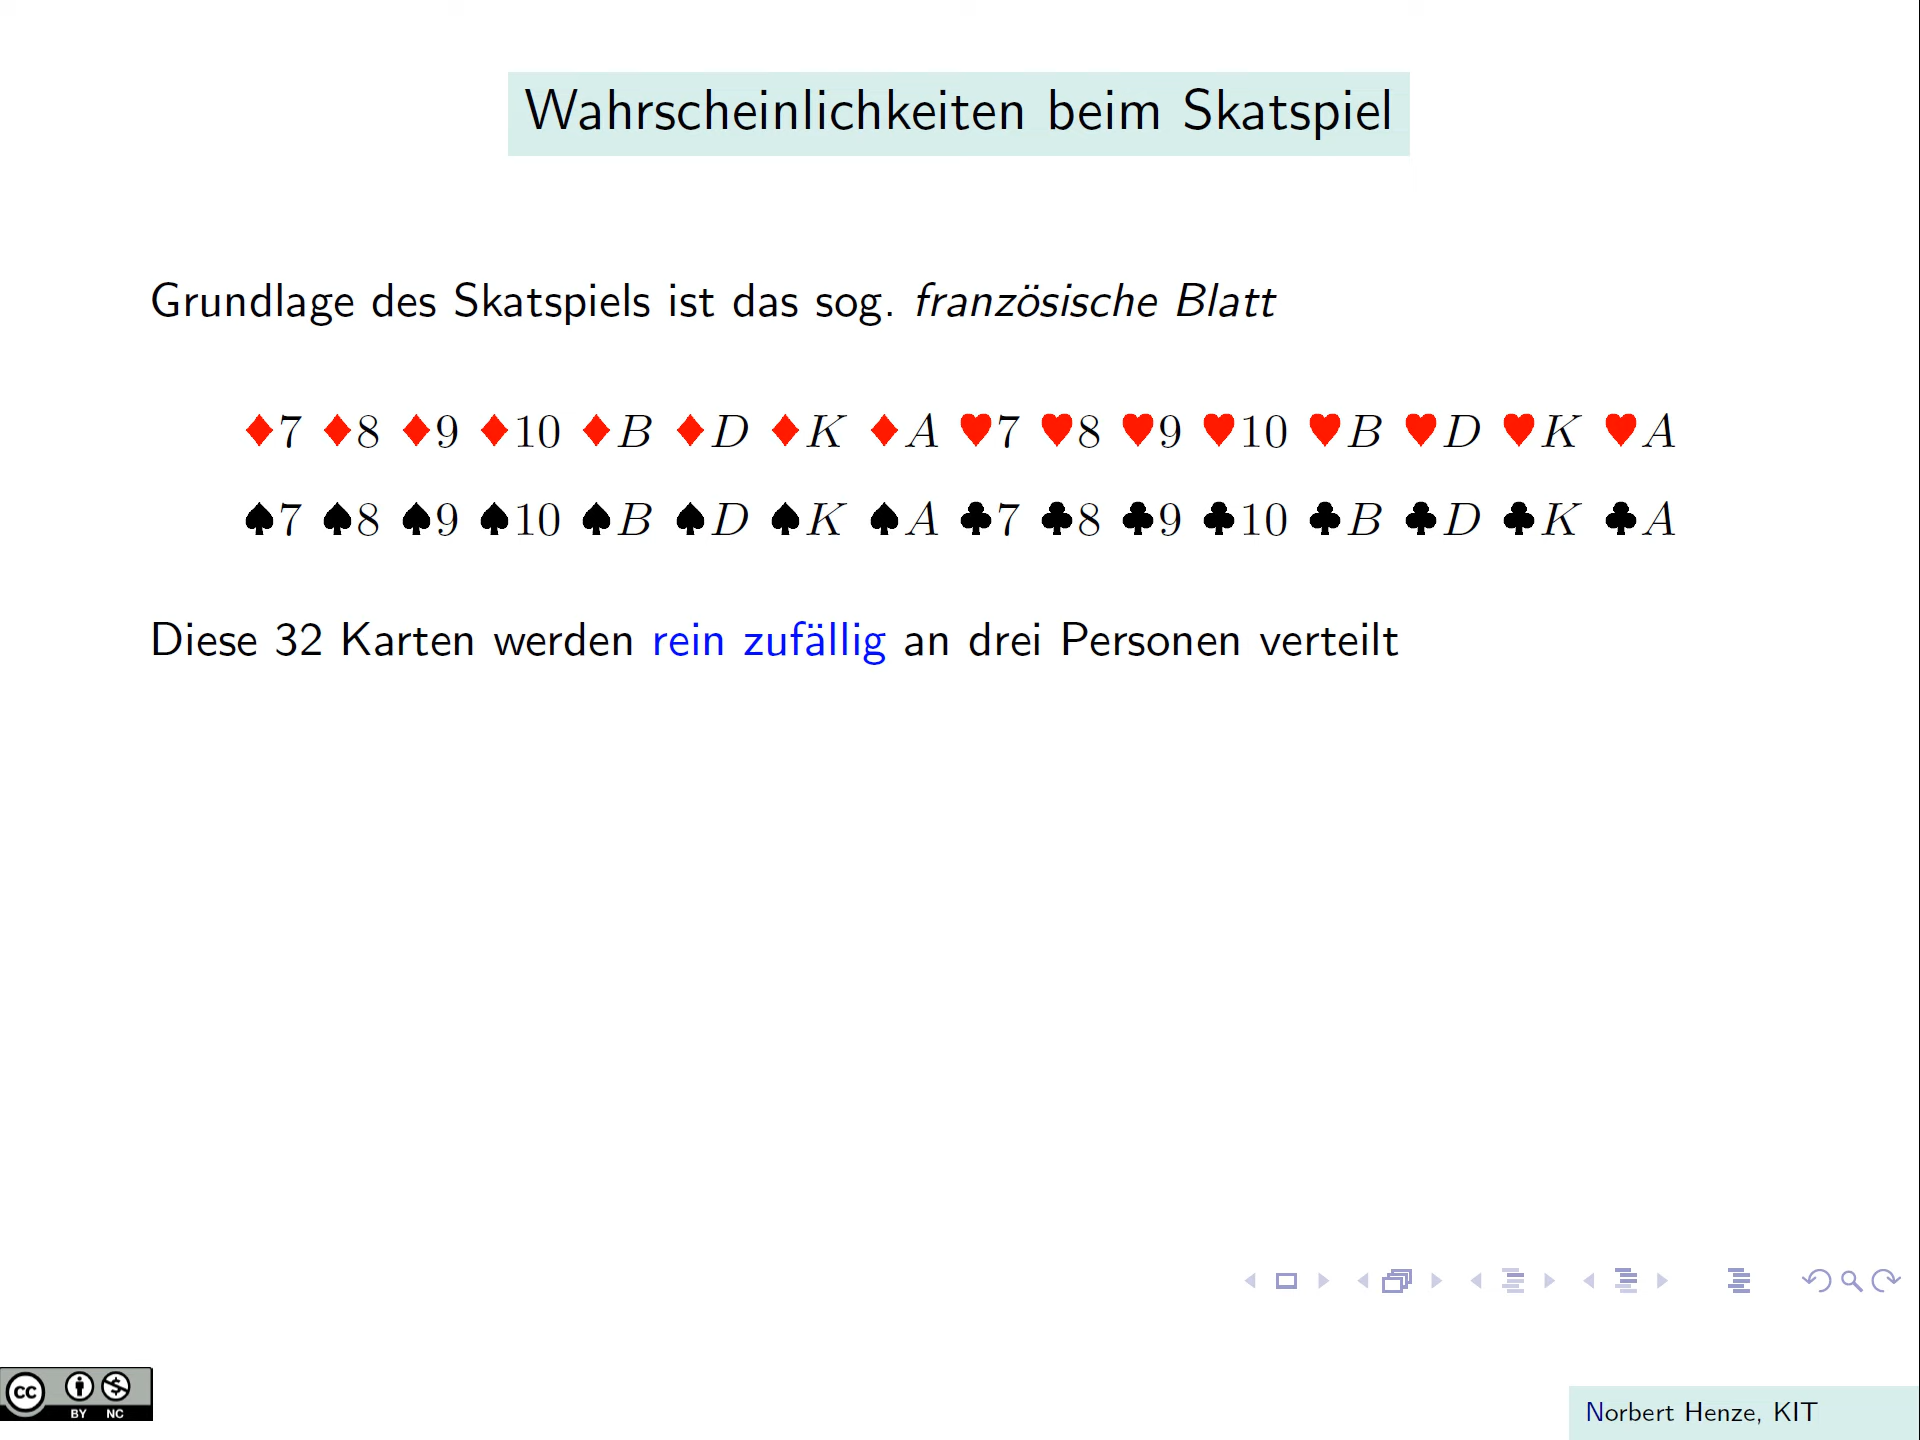 Wahrscheinlichkeiten beim Skatspiel
Grundlage des Skatspiels ist das sog. französische Blatt
♦7 ♦8 ♦9 ♦10 ♦B ♦D ♦K ♦A ♥7 ♥8 ♥9 ♥10 ♥B ♥D ♥K ♥A
♠7 ♠8 ♠9 ♠10 ♠B ♠D ♠K ♠A ♣7 ♣8 ♣9 ♣10 ♣B ♣D ♣K ♣A
Diese 32 Karten werden rein zufällig an drei Personen verteilt
cc BY NC
Norbert Henze, KIT